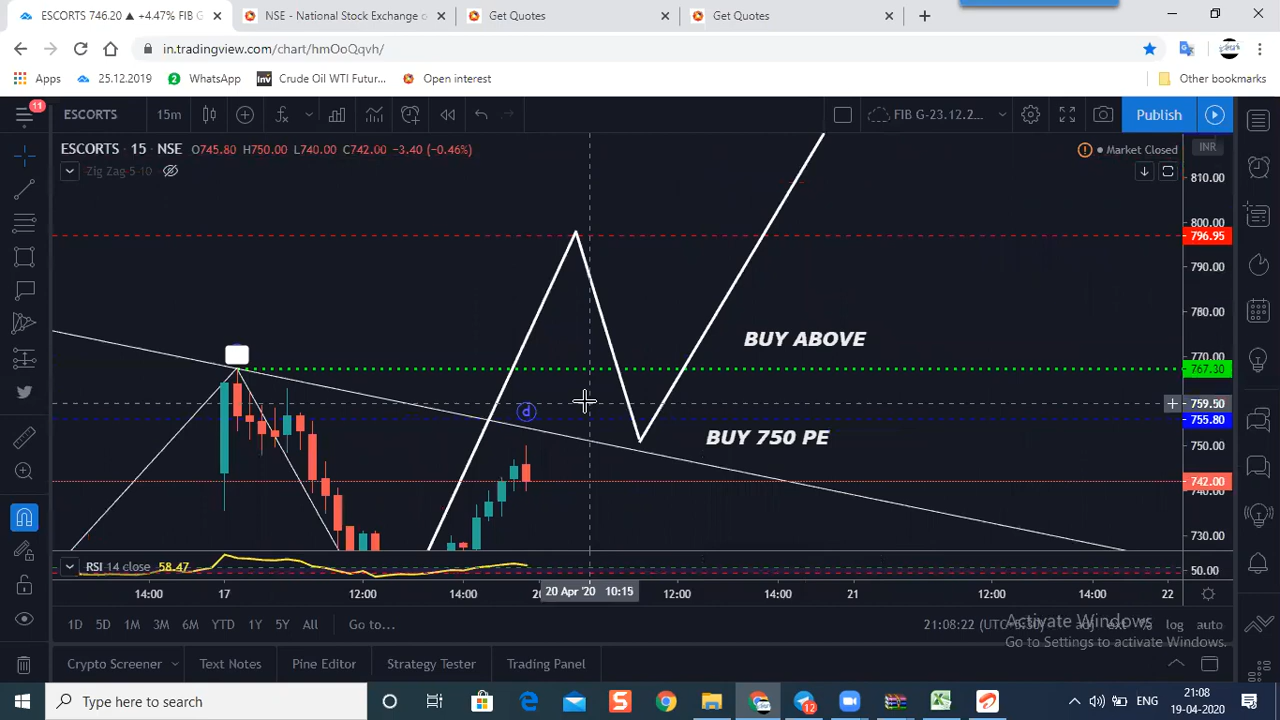 ESCORTS 746.20 ▲ +4.47% FIB G
NSE - National Stock Exchange o
Get Quotes
Get Quotes
in.tradingview.com/chart/hmOoQqvh/
Apps
25.12.2019
2 WhatsApp
Inv Crude Oil WTI Futur...
Open interest
Other bookmarks
11
ESCORTS
15m
FIB G-23.12.2...
Publish
ESCORTS · 15 · NSE O745.80 H750.00 L740.00 C742.00 −3.40 (−0.46%)
Market Closed
INR
Zig Zag 5 10
810.00
800.00
796.95
790.00
780.00
BUY ABOVE
770.00
767.30
759.50
d
755.80
BUY 750 PE
750.00
742.00
740.00
730.00
RSI 14 close 58.47
50.00
14:00 17 12:00 14:00 20 20 Apr '20 10:15 12:00 14:00 21 12:00 14:00 22
1D 5D 1M 3M 6M YTD 1Y 5Y All Go to...
21:08:22 (UTC+5:30) % log auto
Activate Windows
Go to Settings to activate Windows.
Crypto Screener
Text Notes
Pine Editor
Strategy Tester
Trading Panel
Type here to search
12
ENG
21:08
19-04-2020